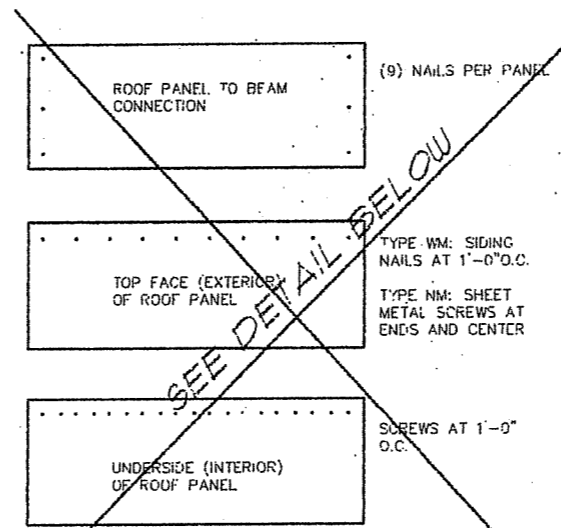 ROOF PANEL TO BEAM
CONNECTION
(9) NAILS PER PANEL
SEE DETAIL BELOW
TOP FACE (EXTERIOR)
OF ROOF PANEL
TYPE WM: SIDING
NAILS AT 1'-0"O.C.
TYPE NM: SHEET
METAL SCREWS AT
ENDS AND CENTER
UNDERSIDE (INTERIOR)
OF ROOF PANEL
SCREWS AT 1'-0"
O.C.